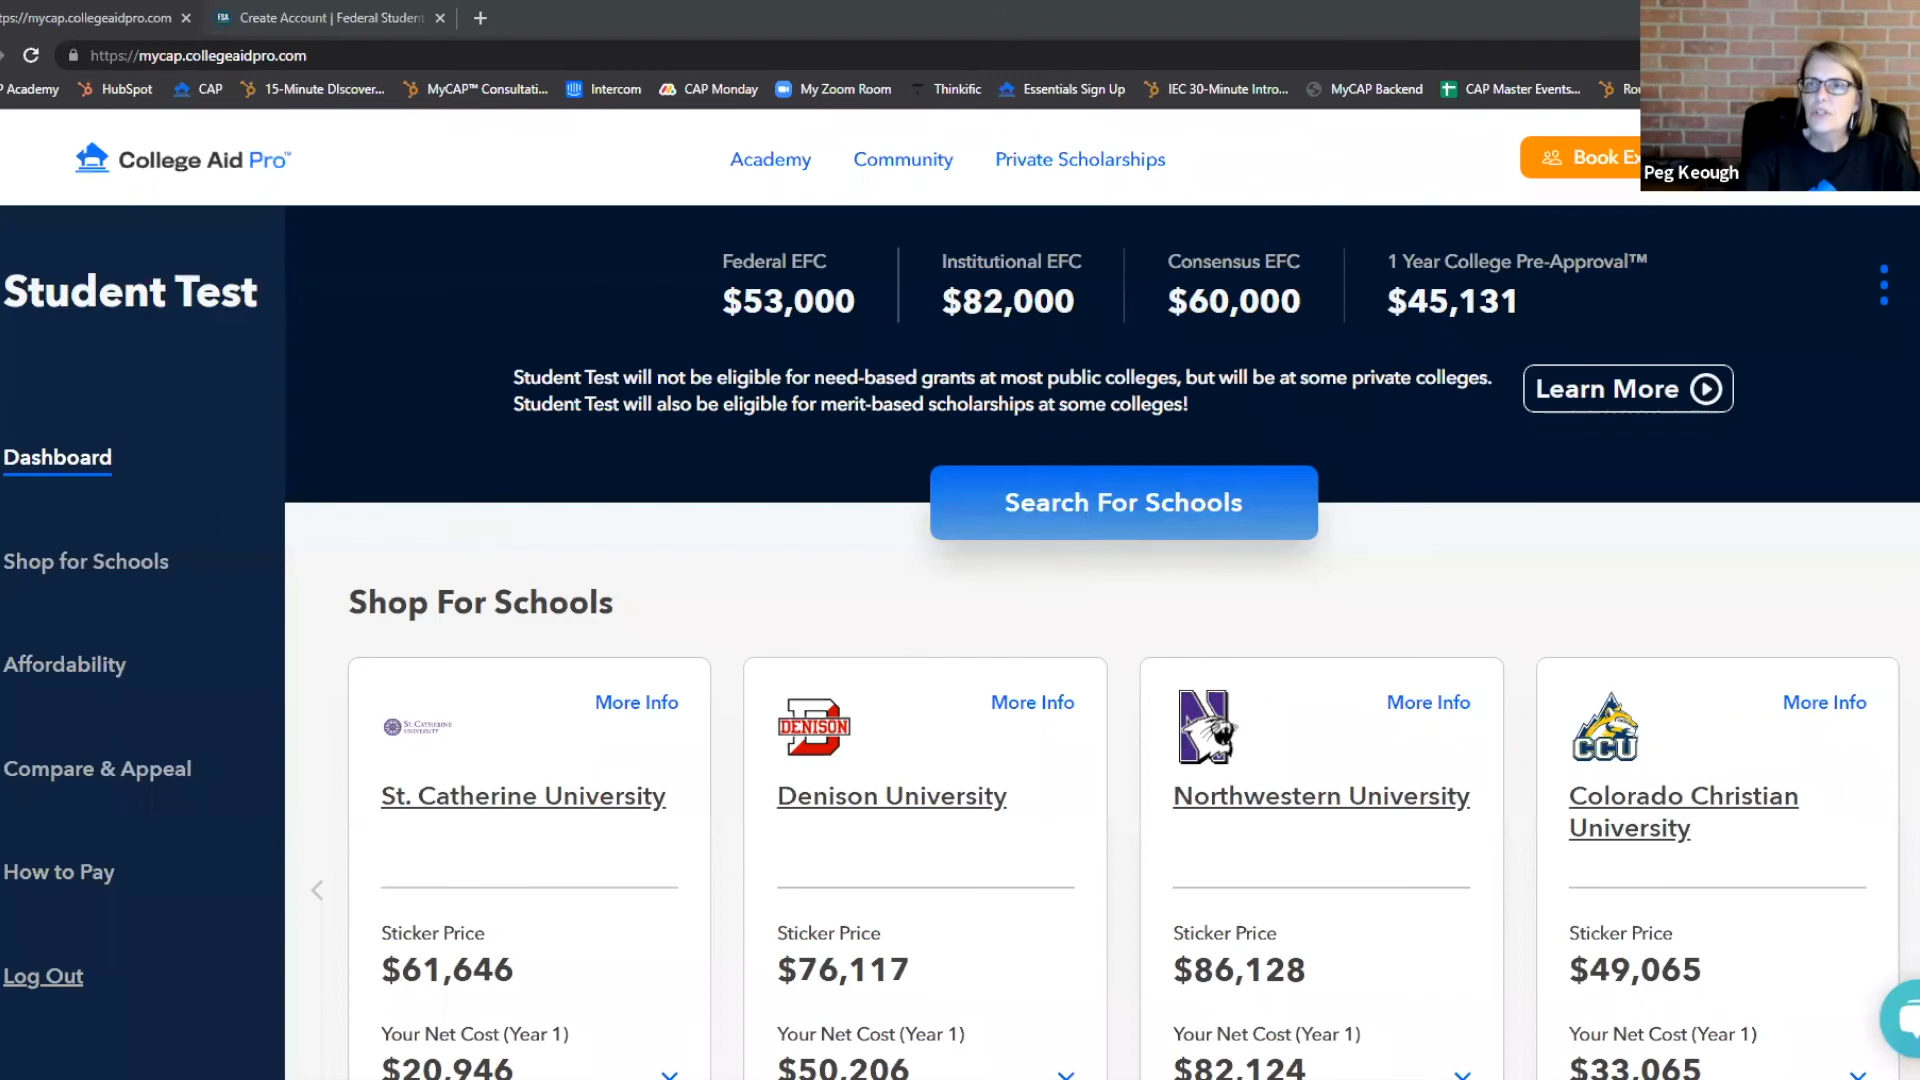 tps://mycap.collegeaidpro.com
FSA Create Account | Federal Student
https://mycap.collegeaidpro.com
Academy HubSpot CAP 15-Minute DIscover... MyCAP™ Consultati... Intercom CAP Monday My Zoom Room Thinkific Essentials Sign Up IEC 30-Minute Intro... MyCAP Backend CAP Master Events... Ro
College Aid Pro™
Academy Community Private Scholarships
Book Ex
Peg Keough
Student Test
Federal EFC
$53,000
Institutional EFC
$82,000
Consensus EFC
$60,000
1 Year College Pre-Approval™
$45,131
Student Test will not be eligible for need-based grants at most public colleges, but will be at some private colleges.
Student Test will also be eligible for merit-based scholarships at some colleges!
Learn More
Dashboard
Shop for Schools
Affordability
Compare & Appeal
How to Pay
Log Out
Search For Schools
Shop For Schools
More Info
ST. CATHERINE
UNIVERSITY
St. Catherine University
Sticker Price
$61,646
Your Net Cost (Year 1)
$20,946
More Info
DENISON
Denison University
Sticker Price
$76,117
Your Net Cost (Year 1)
$50,206
More Info
N
Northwestern University
Sticker Price
$86,128
Your Net Cost (Year 1)
$82,124
More Info
CCU
Colorado Christian
University
Sticker Price
$49,065
Your Net Cost (Year 1)
$33,065